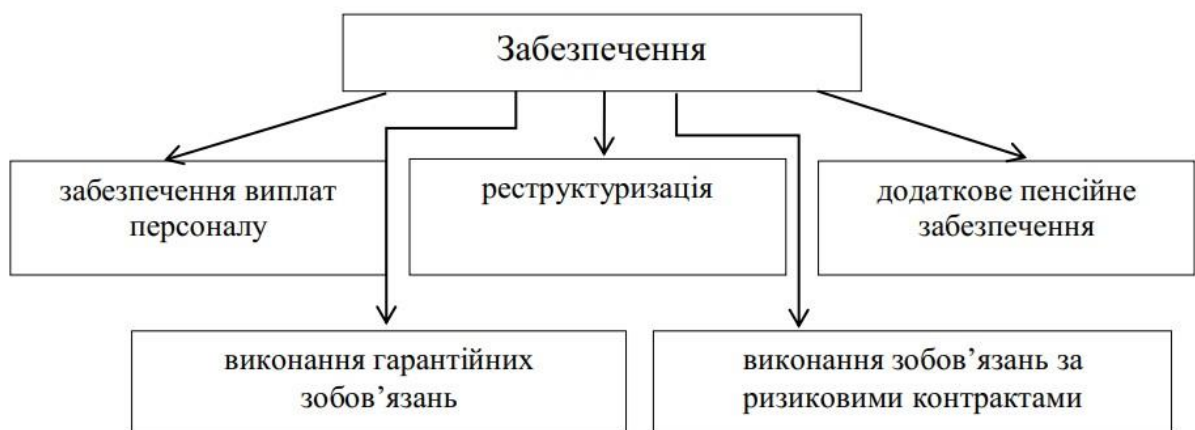 Забезпечення
забезпечення виплат
персоналу
реструктуризація
додаткове пенсійне
забезпечення
виконання гарантійних
зобов’язань
виконання зобов’язань за
ризиковими контрактами